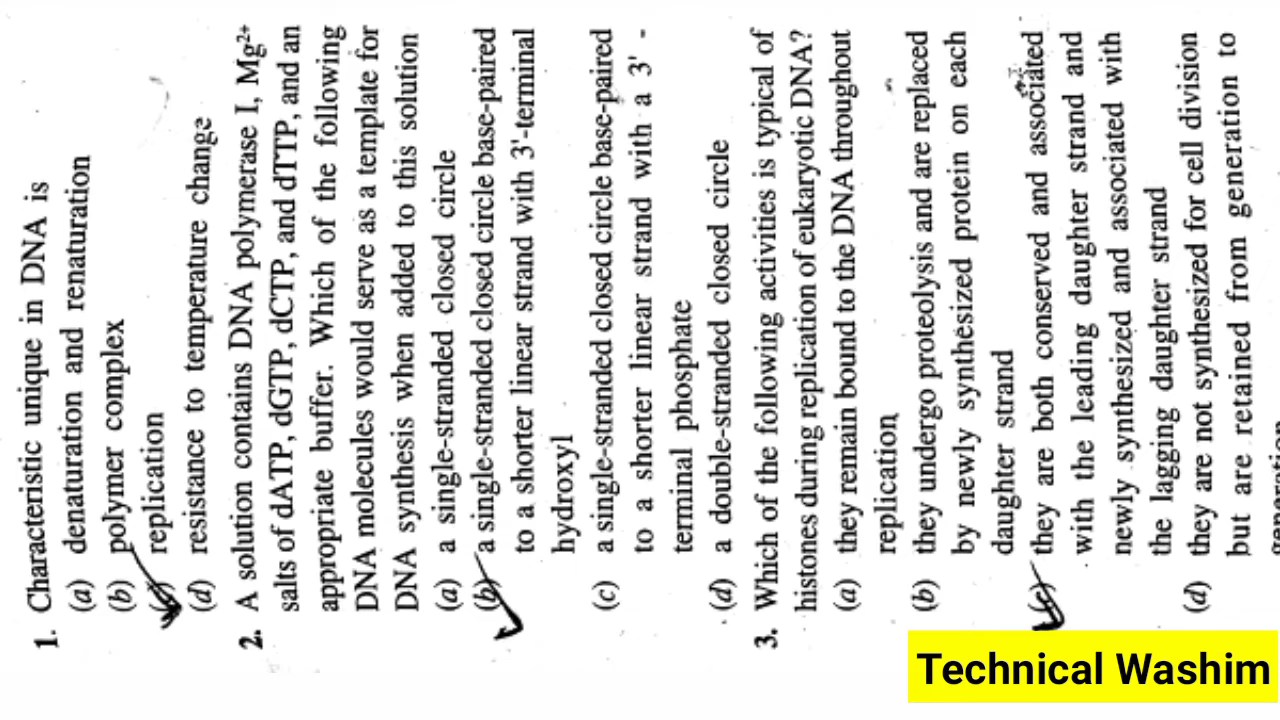 1. Characteristic unique in DNA is
(a) denaturation and renaturation
(b) polymer complex
(c) replication
(d) resistance to temperature change
2. A solution contains DNA polymerase I, Mg²⁺
salts of dATP, dGTP, dCTP, and dTTP, and an
appropriate buffer. Which of the following
DNA molecules would serve as a template for
DNA synthesis when added to this solution
(a) a single-stranded closed circle
(b) a single-stranded closed circle base-paired
to a shorter linear strand with 3'-terminal
hydroxyl
(c) a single-stranded closed circle base-paired
to a shorter linear strand with a 3' -
terminal phosphate
(d) a double-stranded closed circle
3. Which of the following activities is typical of
histones during replication of eukaryotic DNA?
(a) they remain bound to the DNA throughout
replication
(b) they undergo proteolysis and are replaced
by newly synthesized protein on each
daughter strand
(c) they are both conserved and associated
with the leading daughter strand and
newly synthesized and associated with
the lagging daughter strand
(d) they are not synthesized for cell division
but are retained from generation to
Technical Washim